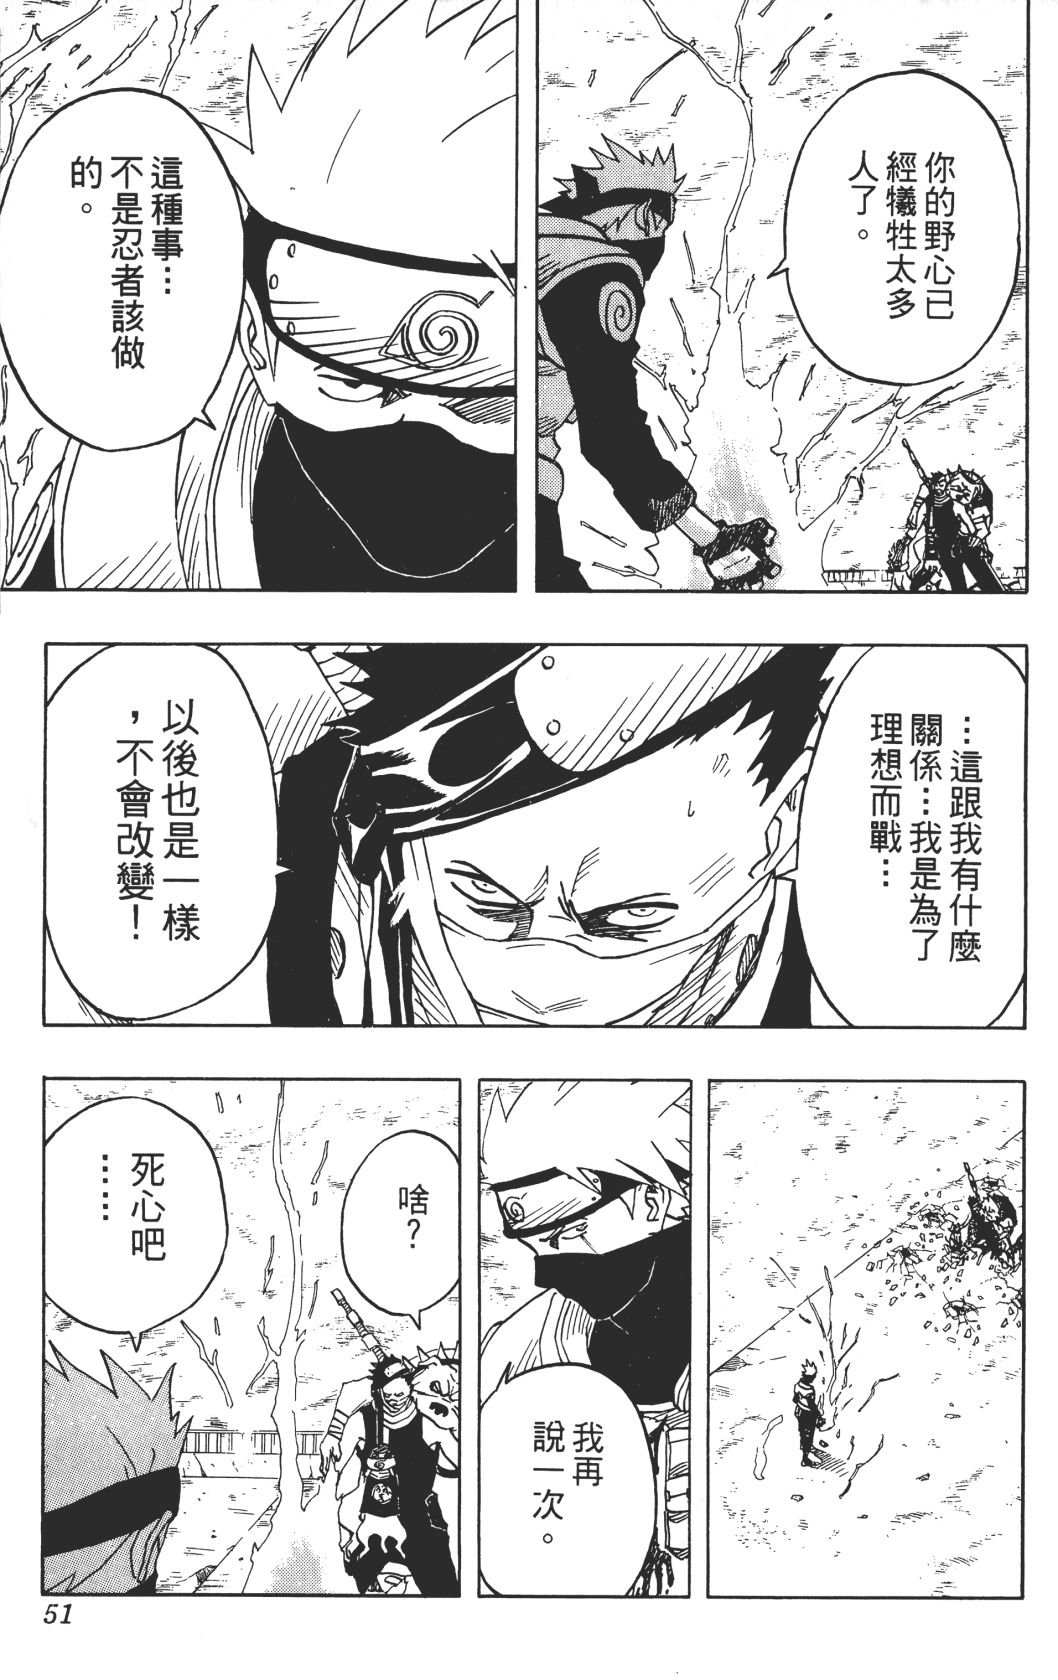 你的野心已
經犧牲太多
人了。
這種事…
不是忍者該做
的。
…這跟我有什麼
關係…我是為了
理想而戰…
以後也是一樣
，不會改變！
我再
說一次。
啥？
死心吧
……
51